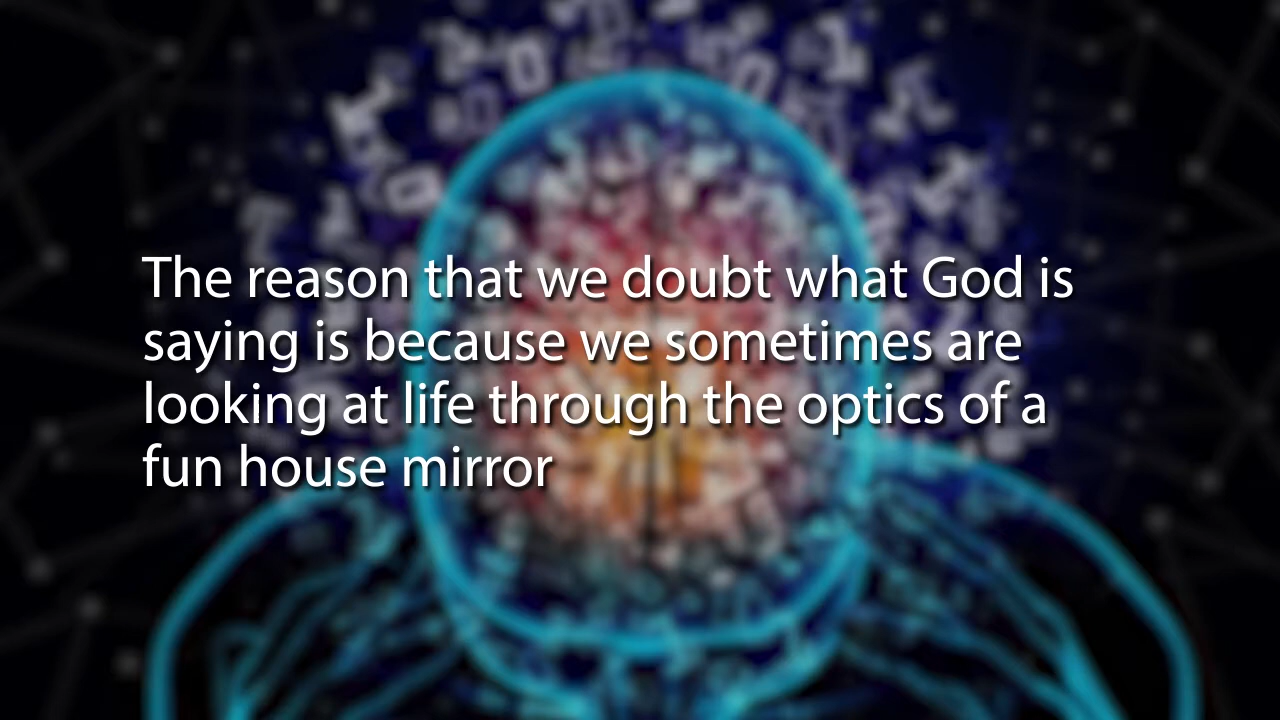 The reason that we doubt what God is
saying is because we sometimes are
looking at life through the optics of a
fun house mirror